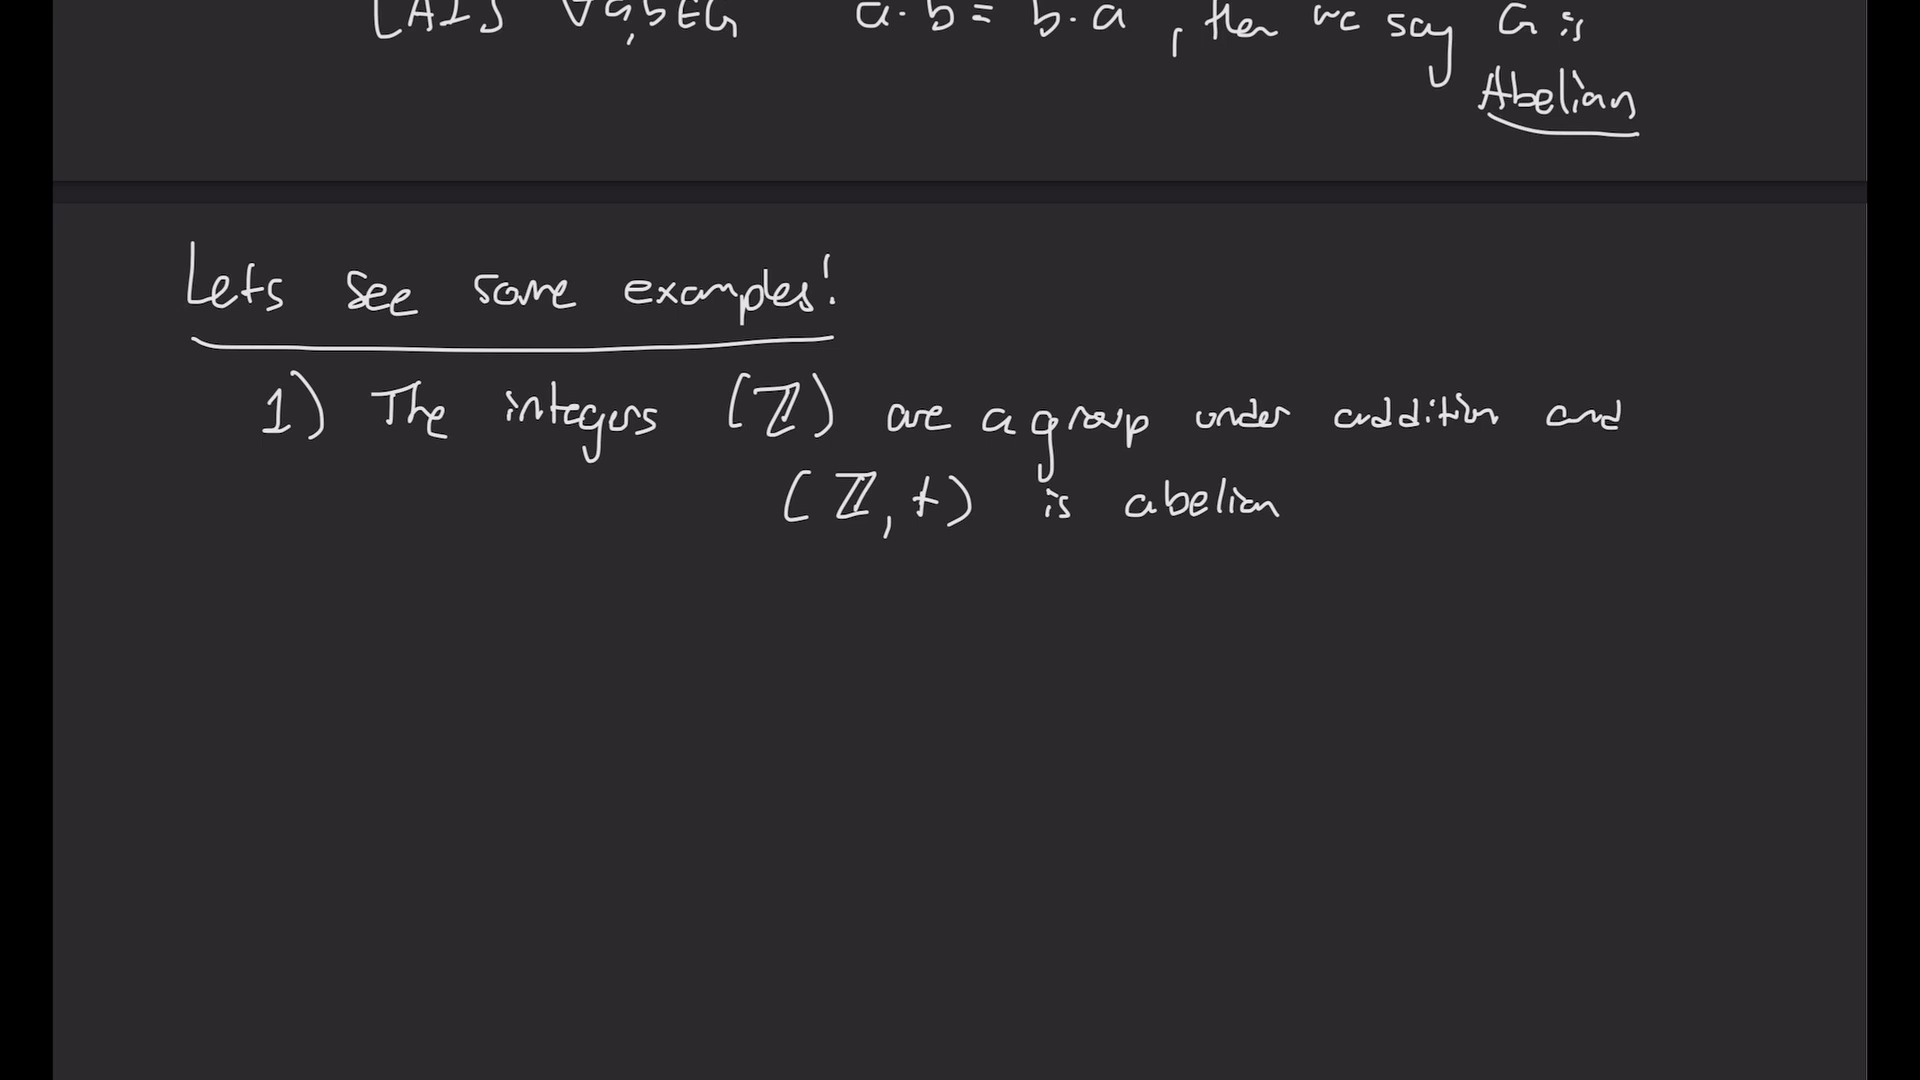 [A4] ∀ a,b ∈ G a · b = b · a , then we say G is
Abelian
Lets see some examples!
1) The integers (ℤ) are a group under addition and
(ℤ, +) is abelian